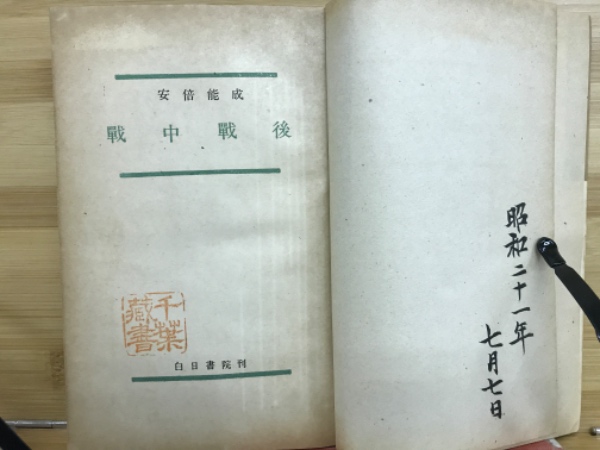 安倍能成
戰中戰後
千葉
藏書
白日書院刊
昭和二十一年
七月七日